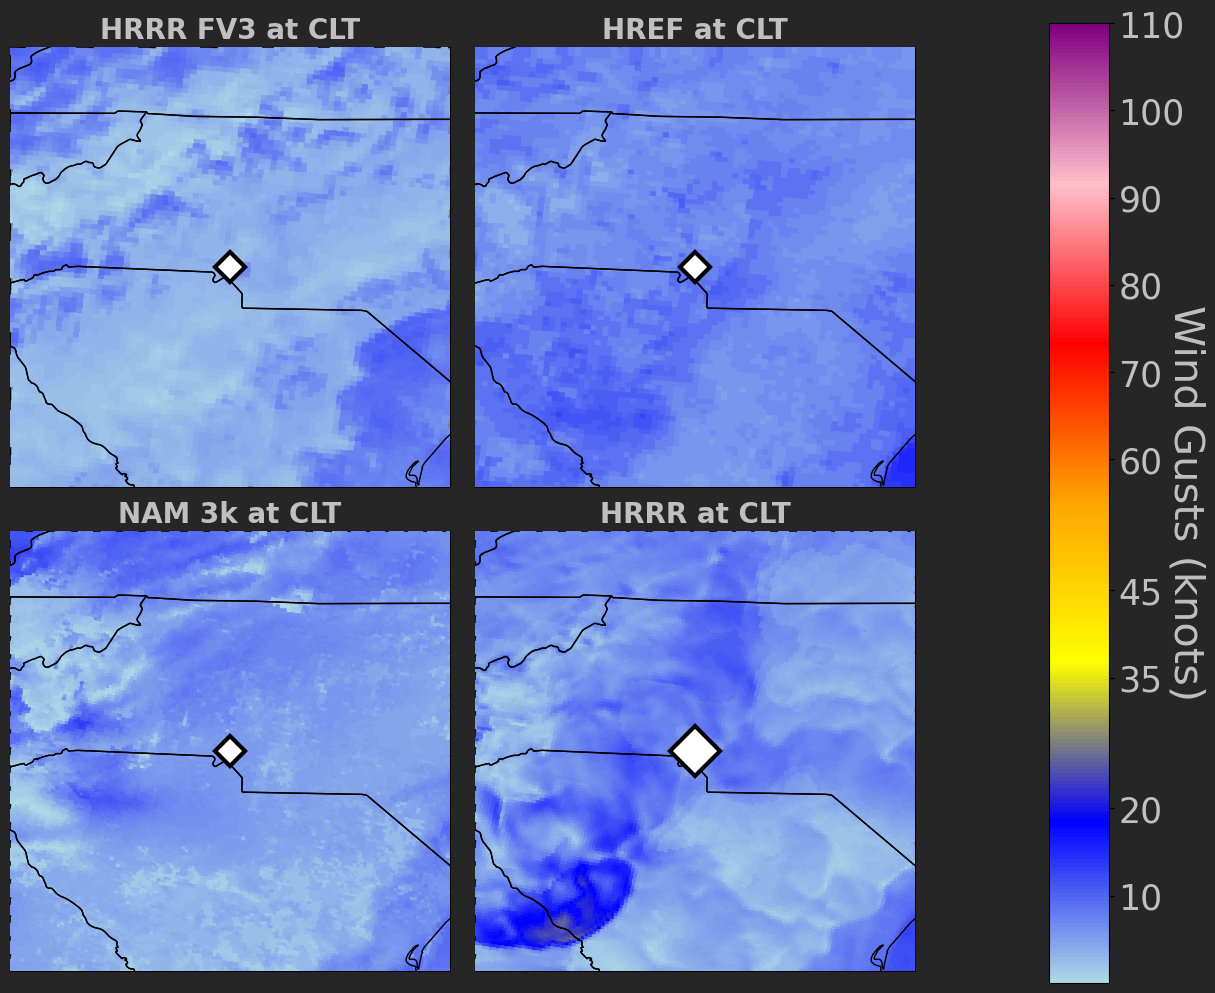 HRRR FV3 at CLT
HREF at CLT
NAM 3k at CLT
HRRR at CLT
110
100
90
80
70
60
45
35
20
10
Wind Gusts (knots)